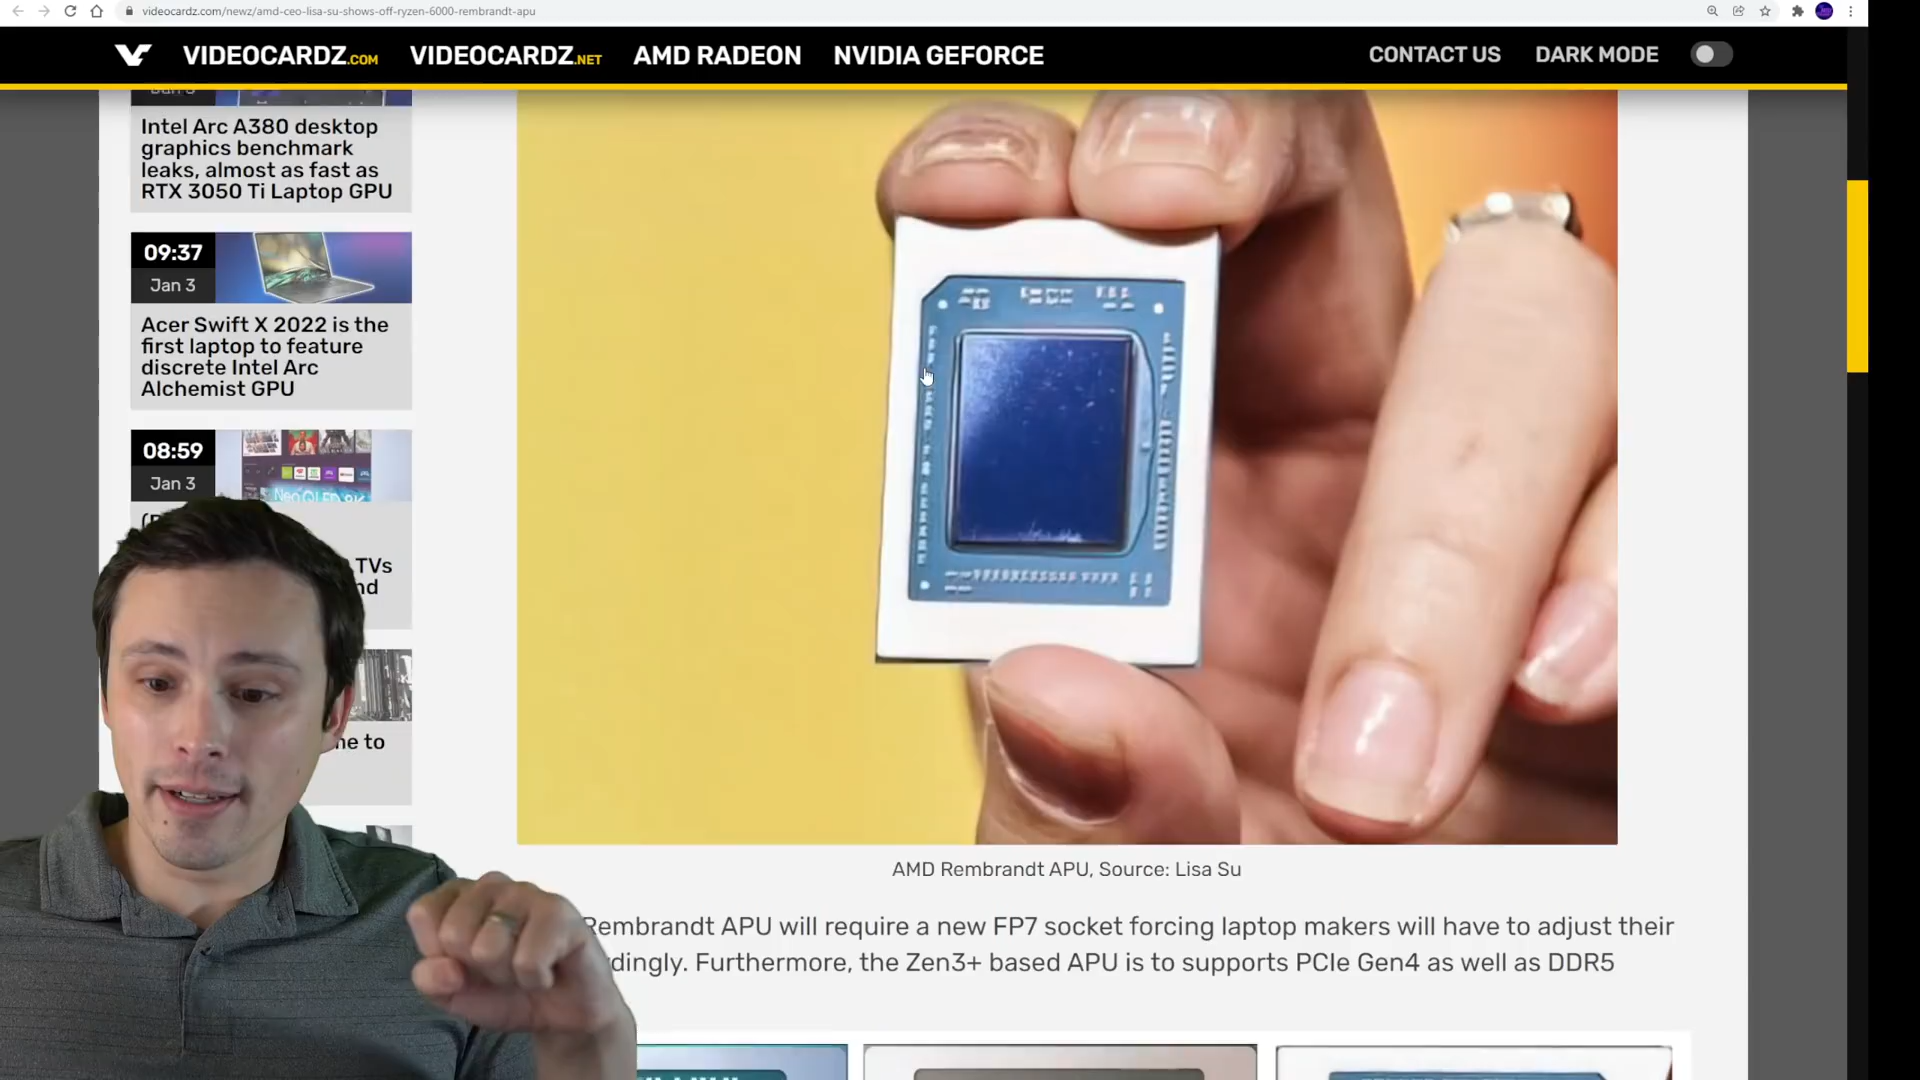 videocardz.com/newz/amd-ceo-lisa-su-shows-off-ryzen-6000-rembrandt-apu
VIDEOCARDZ.COM VIDEOCARDZ.NET AMD RADEON NVIDIA GEFORCE CONTACT US DARK MODE
Jan 3
Intel Arc A380 desktop
graphics benchmark
leaks, almost as fast as
RTX 3050 Ti Laptop GPU
09:37
Jan 3
Acer Swift X 2022 is the
first laptop to feature
discrete Intel Arc
Alchemist GPU
08:59
Jan 3
Neo QLED 8K
TVs
AMD Rembrandt APU, Source: Lisa Su
Rembrandt APU will require a new FP7 socket forcing laptop makers will have to adjust their
Furthermore, the Zen3+ based APU is to supports PCIe Gen4 as well as DDR5